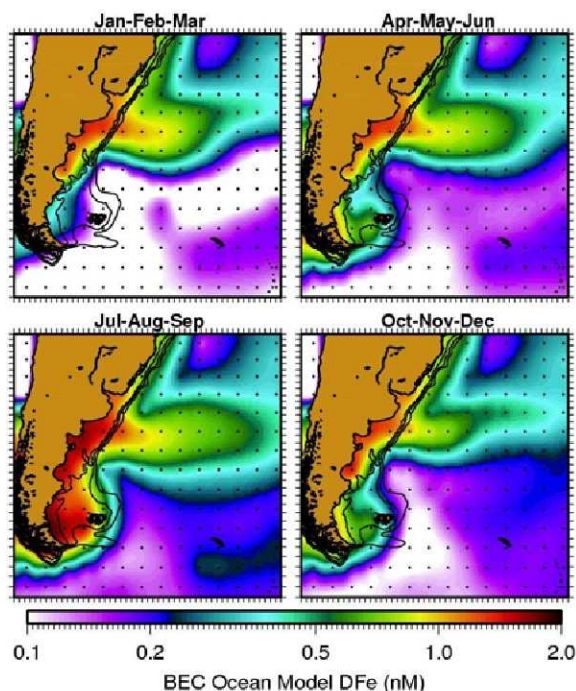 Jan-Feb-Mar
Apr-May-Jun
Jul-Aug-Sep
Oct-Nov-Dec
0.1 0.2 0.5 1.0 2.0
BEC Ocean Model DFe (nM)